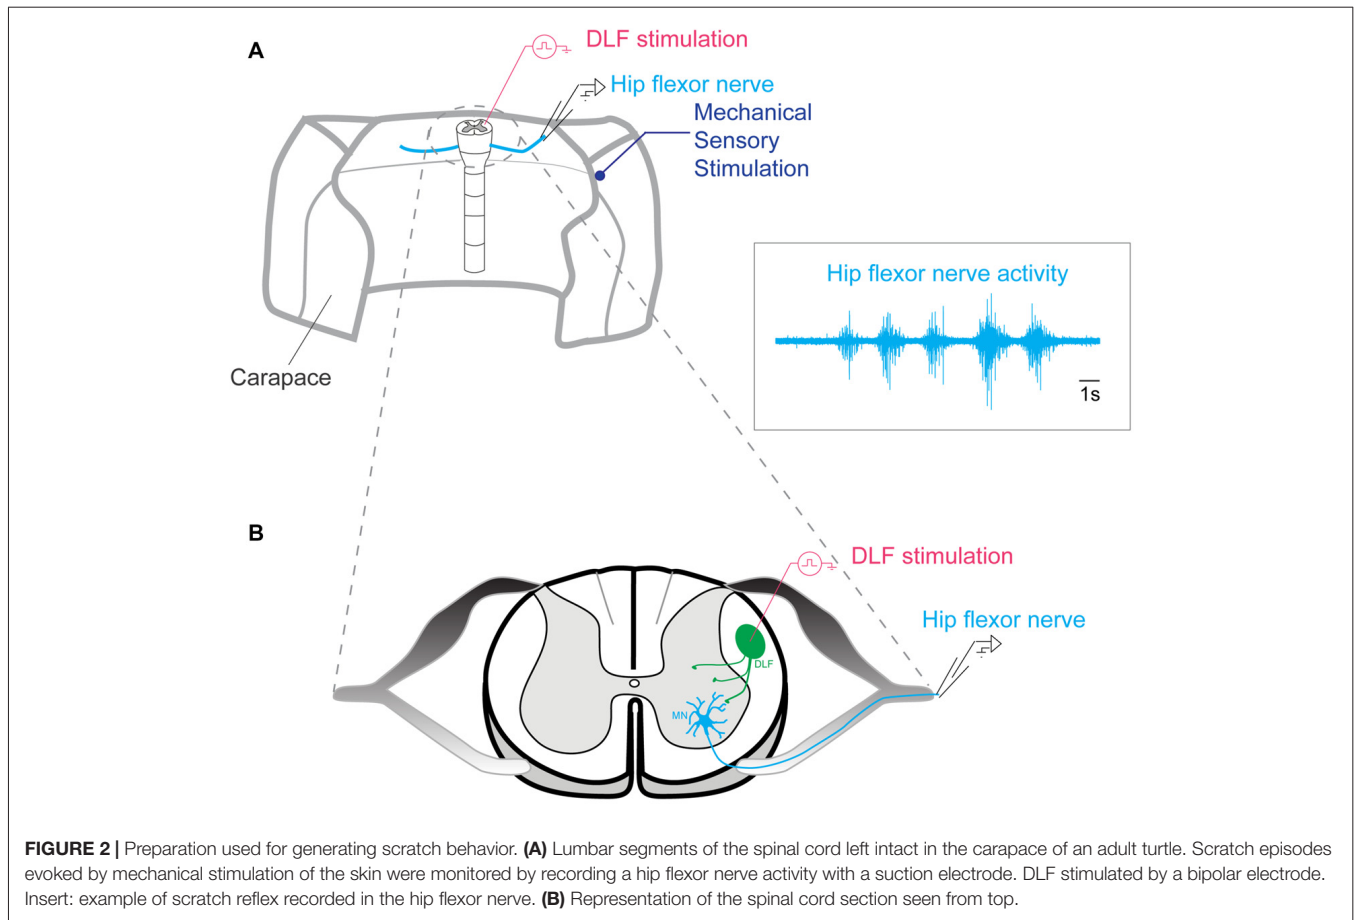 A
DLF stimulation
Hip flexor nerve
Mechanical
Sensory
Stimulation
Hip flexor nerve activity
1s
Carapace
B
DLF stimulation
Hip flexor nerve
DLF
MN
FIGURE 2 | Preparation used for generating scratch behavior. (A) Lumbar segments of the spinal cord left intact in the carapace of an adult turtle. Scratch episodes
evoked by mechanical stimulation of the skin were monitored by recording a hip flexor nerve activity with a suction electrode. DLF stimulated by a bipolar electrode.
Insert: example of scratch reflex recorded in the hip flexor nerve. (B) Representation of the spinal cord section seen from top.